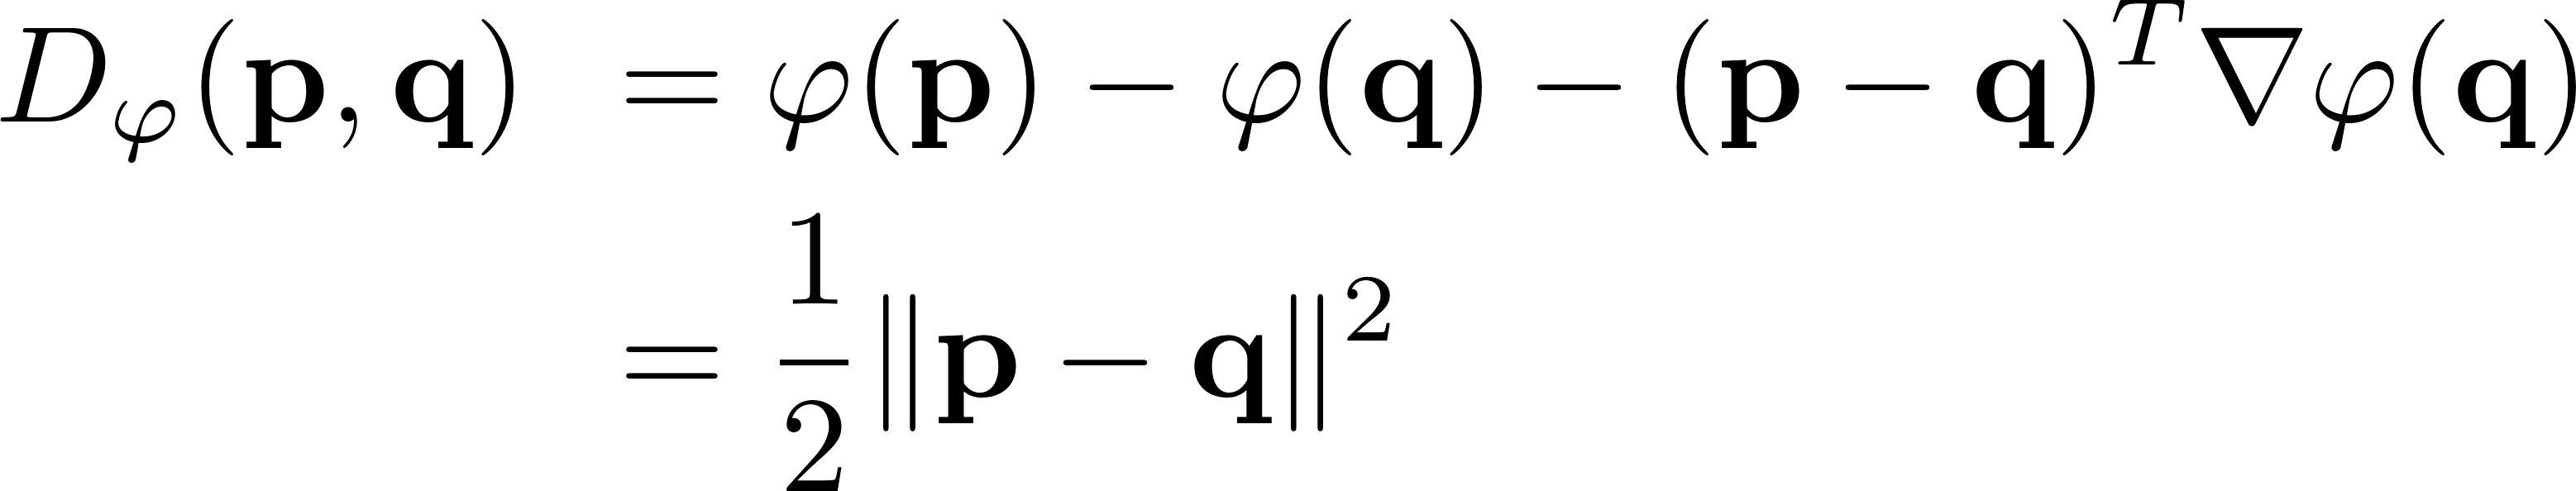 D_φ(𝐩, 𝐪) = φ(𝐩) − φ(𝐪) − (𝐩 − 𝐪)^T ∇φ(𝐪)
= 1/2 ‖𝐩 − 𝐪‖^2